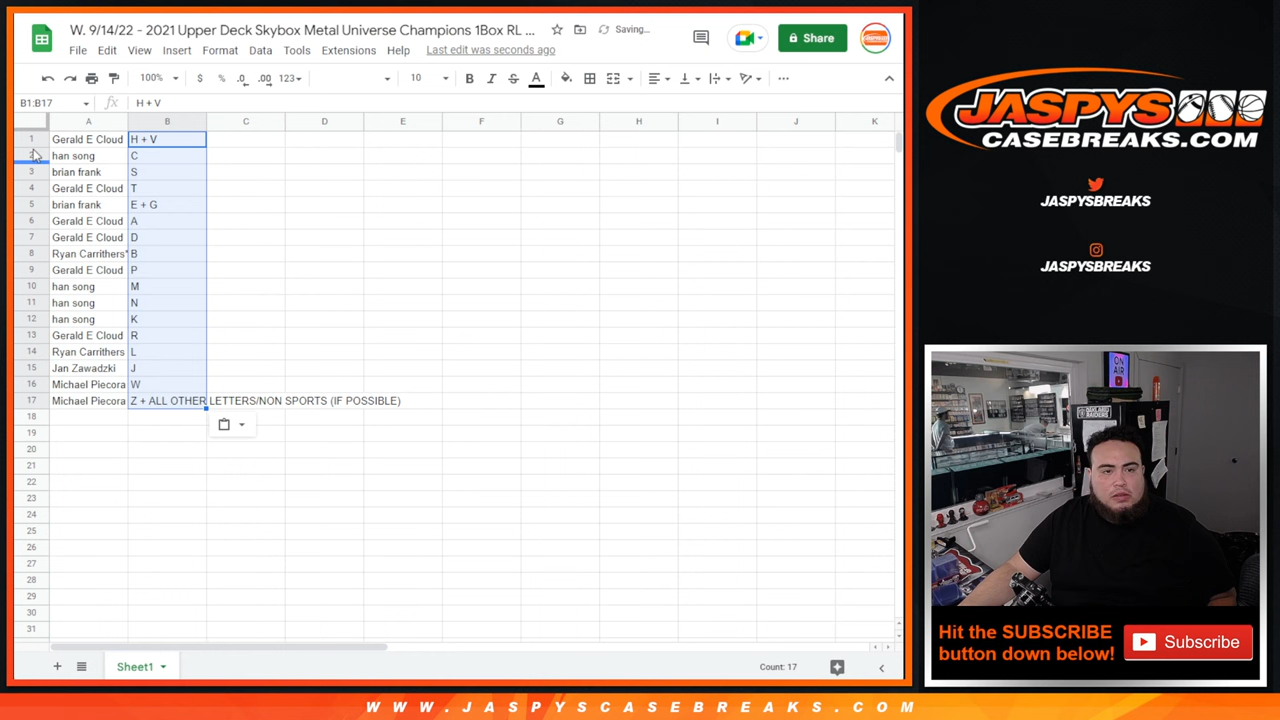 W. 9/14/22 - 2021 Upper Deck Skybox Metal Universe Champions 1Box RL ...
Saving...
Share
File Edit View Insert Format Data Tools Extensions Help Last edit was seconds ago
100% $ % .0 .00 123 10 B I S A
B1:B17 fx H + V
A B C D E F G H I J K
1 Gerald E Cloud H + V
2 han song C
3 brian frank S
4 Gerald E Cloud T
5 brian frank E + G
6 Gerald E Cloud A
7 Gerald E Cloud D
8 Ryan Carrithers* B
9 Gerald E Cloud P
10 han song M
11 han song N
12 han song K
13 Gerald E Cloud R
14 Ryan Carrithers L
15 Jan Zawadzki J
16 Michael Piecora W
17 Michael Piecora Z + ALL OTHER LETTERS/NON SPORTS (IF POSSIBLE)
18
19
20
21
22
23
24
25
26
27
28
29
30
31
Sheet1
Count: 17
JASPYS
CASEBREAKS.COM
JASPYSBREAKS
JASPYSBREAKS
ON
AIR
Hit the SUBSCRIBE
button down below!
Subscribe
WWW.JASPYSCASEBREAKS.COM